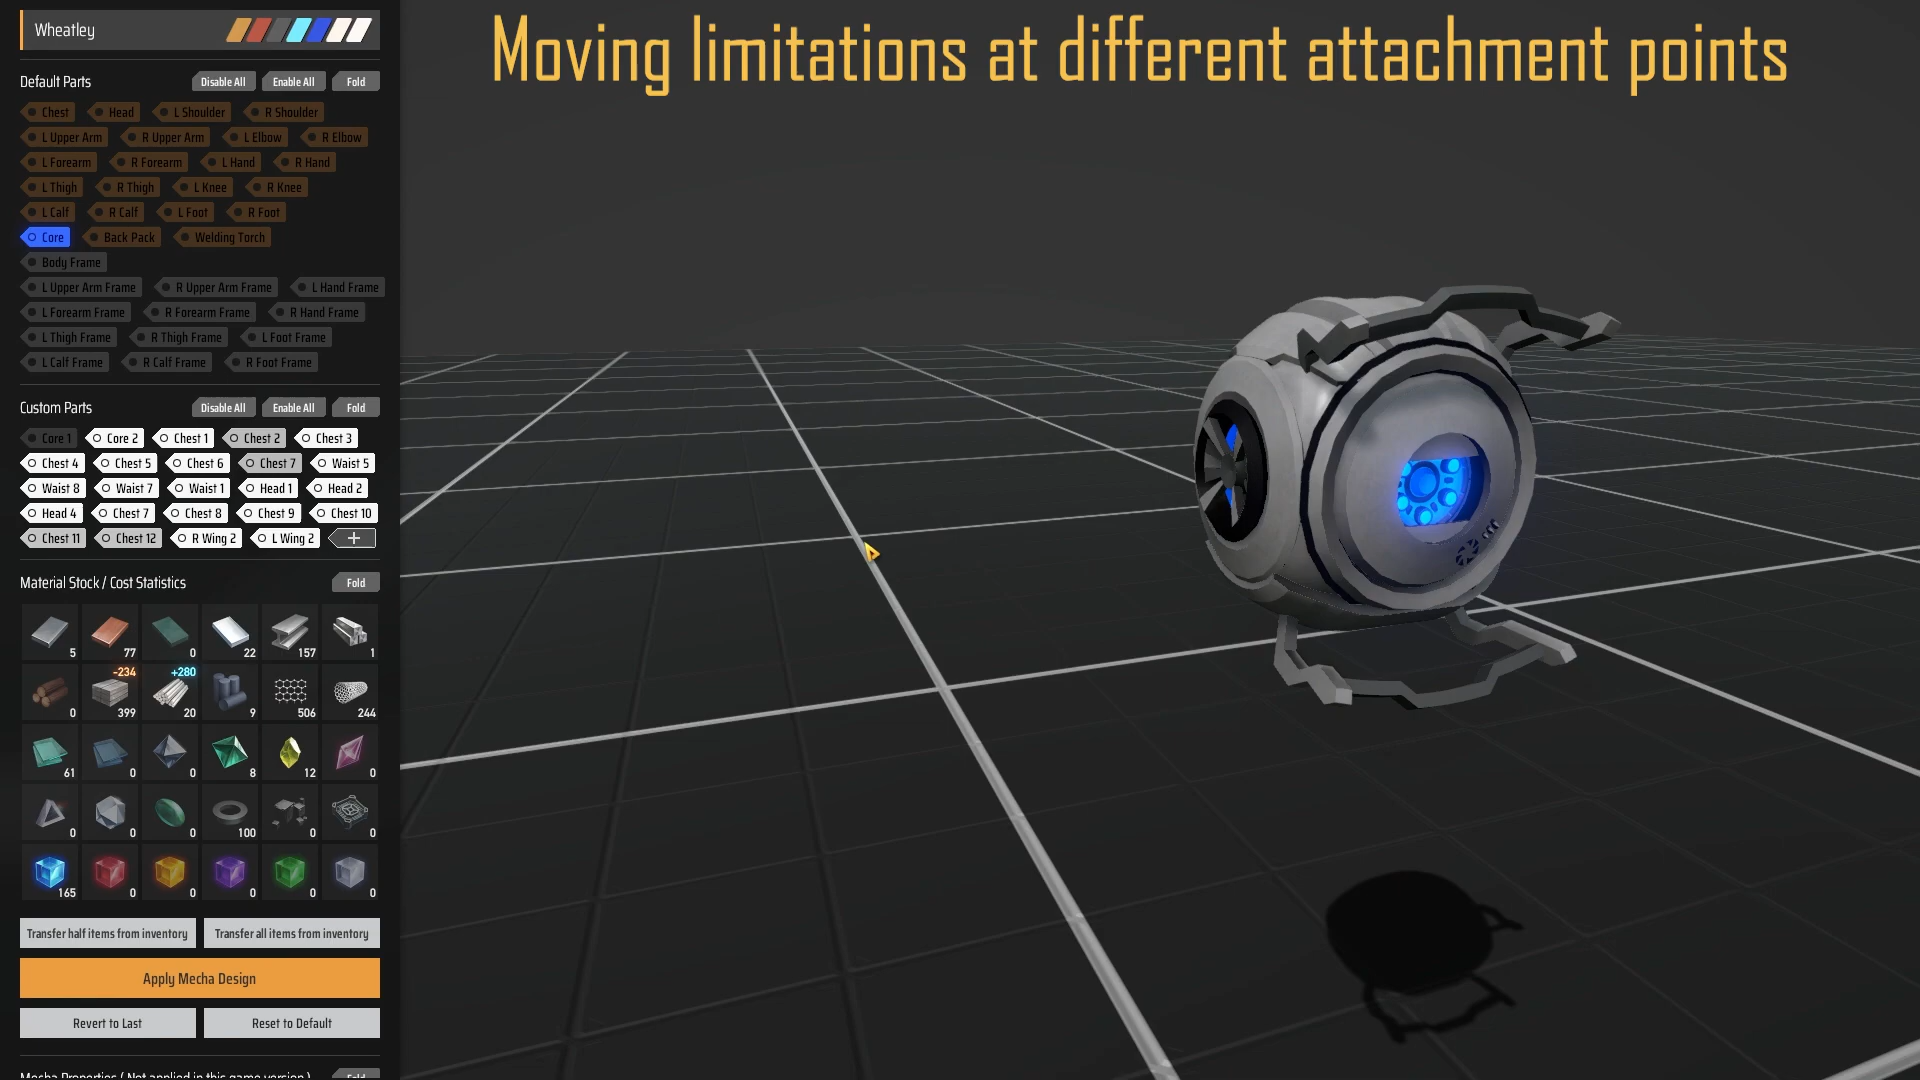 Wheatley
Moving limitations at different attachment points
Default Parts Disable All Enable All Fold
Chest Head L Shoulder R Shoulder
L Upper Arm R Upper Arm L Elbow R Elbow
L Forearm R Forearm L Hand R Hand
L Thigh R Thigh L Knee R Knee
L Calf R Calf L Foot R Foot
Core Back Pack Welding Torch
Body Frame
L Upper Arm Frame R Upper Arm Frame L Hand Frame
L Forearm Frame R Forearm Frame R Hand Frame
L Thigh Frame R Thigh Frame L Foot Frame
L Calf Frame R Calf Frame R Foot Frame
Custom Parts Disable All Enable All Fold
Core 1 Core 2 Chest 1 Chest 2 Chest 3
Chest 4 Chest 5 Chest 6 Chest 7 Waist 5
Waist 8 Waist 7 Waist 1 Head 1 Head 2
Head 4 Chest 7 Chest 8 Chest 9 Chest 10
Chest 11 Chest 12 R Wing 2 L Wing 2 +
Material Stock / Cost Statistics Fold
5 77 0 22 157 1
-234 +280
0 399 20 9 506 244
61 0 0 8 12 0
0 0 0 100 0 0
165 0 0 0 0 0
Transfer half items from inventory Transfer all items from inventory
Apply Mecha Design
Revert to Last Reset to Default
Mecha Properties ( Not applied in this game version ) Fold